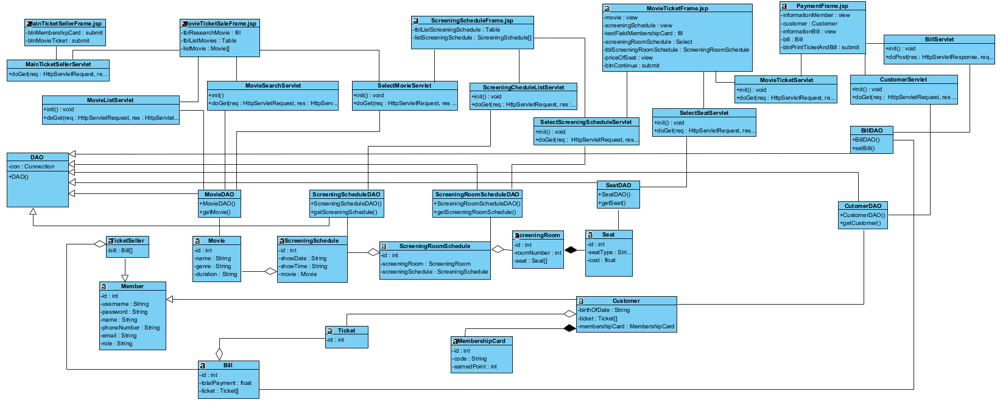 MainTicketSellerFrame.jsp
-btnMembershipCard : submit
-btnMovieTicket : submit
MovieTicketSaleFrame.jsp
-tblResearchMovie : fill
-tblListMovies : Table
-listMovie : Movie[]
ScreeningScheduleFrame.jsp
-tblListScreeningSchedule : Table
-listScreeningSchedule : ScreeningSchedule[]
MovieTicketFrame.jsp
-movie : view
-screeningSchedule : view
-textFieldMembershipCard : fill
-screeningRoomSchedule : Select
-tblScreeningRoomSchedule : ScreeningRoomSchedule
-priceOfSeat : view
-btnContinue : submit
PaymentFrame.jsp
-informationMember : view
-customer : Customer
-informationBill : view
-bill : Bill
-btnPrintTicketAndBill : submit
BillServlet
+init() : void
+doPost(res : HttpServletResponse, req...
MainTicketSellerServlet
+doGet(req : HttpServletRequest, re...
MovieListServlet
+init() : void
+doGet(req : HttpServletRequest, res : HttpServlet...
MovieSearchServlet
+init()
+doGet(req : HttpServletRequest, res : HttpServ...
SelectMovieServlet
+init() : void
+doGet(req : HttpServletRequest, res ...
ScreeningCheduleListServlet
+init() : void
+doGet(req : HttpServletRequest, res :...
MovieTicketServlet
+init() : void
+doGet(req : HttpServletRequest, re...
CustomerServlet
+init() : void
+doGet(req : HttpServletRequest, res ...
SelectScreeningScheduleServlet
+init() : void
+doGet(req : HttpServletRequest, res...
SelectSeatServlet
+init() : void
+doGet(req : HttpServletRequest, res...
BillDAO
+BillDAO()
+setBill()
DAO
-con : Connection
+DAO()
MovieDAO
+MovieDAO()
+getMovie()
ScreeningScheduleDAO
+ScreeningScheduleDAO()
+getScreeningSchedule()
ScreeningRoomScheduleDAO
+ScreeningRoomScheduleDAO()
+getScreeningRoomSchedule()
SeatDAO
+SeatDAO()
+getSeat()
CutomerDAO
+CustomerDAO()
+getCustomer()
TicketSeller
-bill : Bill[]
Movie
-id : int
-name : String
-genre : String
-duration : String
ScreeningSchedule
-id : int
-showDate : String
-showTime : String
-movie : Movie
ScreeningRoomSchedule
-id : int
-screeningRoom : ScreeningRoom
-screeningSchedule : ScreeningSchedule
ScreeningRoom
-id : int
-roomNumber : int
-seat : Seat[]
Seat
-id : int
-seatType : Stri...
-cost : float
Member
-id : int
-username : String
-password : String
-name : String
-phoneNumber : String
-email : String
-role : String
Customer
-birthOfDate : String
-ticket : Ticket[]
-membershipCard : MembershipCard
Ticket
-id : int
MembershipCard
-id : int
-code : String
-earnedPoint : int
Bill
-id : int
-totalPayment : float
-ticket : Ticket[]